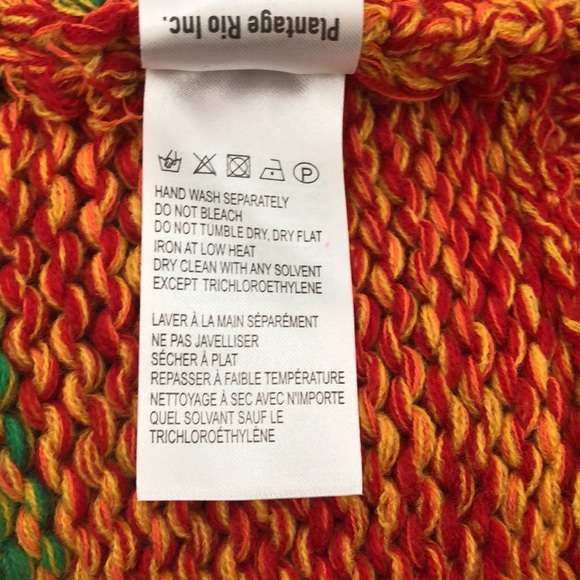 Plantage Rio Inc.
P
HAND WASH SEPARATELY
DO NOT BLEACH
DO NOT TUMBLE DRY, DRY FLAT
IRON AT LOW HEAT
DRY CLEAN WITH ANY SOLVENT
EXCEPT TRICHLOROETHYLENE
LAVER À LA MAIN SÉPARÉMENT
NE PAS JAVELLISER
SÉCHER À PLAT
REPASSER À FAIBLE TEMPÉRATURE
NETTOYAGE À SEC AVEC N'IMPORTE
QUEL SOLVANT SAUF LE
TRICHLOROÉTHYLÈNE